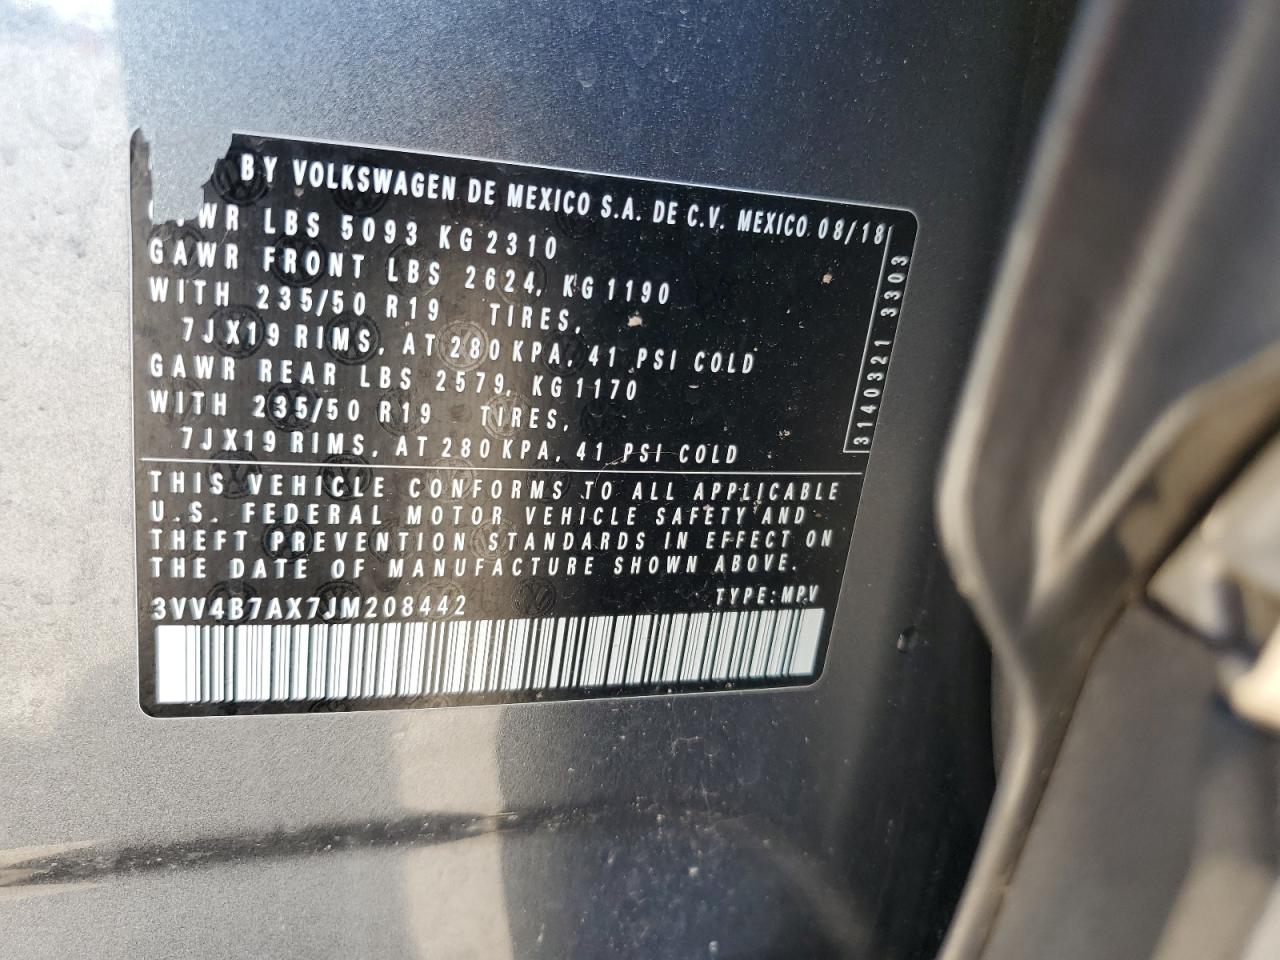 BY VOLKSWAGEN DE MEXICO S.A. DE C.V. MEXICO 08/18
GVWR LBS 5093 KG 2310
GAWR FRONT LBS 2624, KG 1190
WITH 235/50 R19 TIRES,
7JX19 RIMS, AT 280 KPA, 41 PSI COLD
GAWR REAR LBS 2579, KG 1170
WITH 235/50 R19 TIRES,
7JX19 RIMS, AT 280 KPA, 41 PSI COLD
3140321 3303
THIS VEHICLE CONFORMS TO ALL APPLICABLE
U.S. FEDERAL MOTOR VEHICLE SAFETY AND
THEFT PREVENTION STANDARDS IN EFFECT ON
THE DATE OF MANUFACTURE SHOWN ABOVE.
3VV4B7AX7JM208442 TYPE: MPV